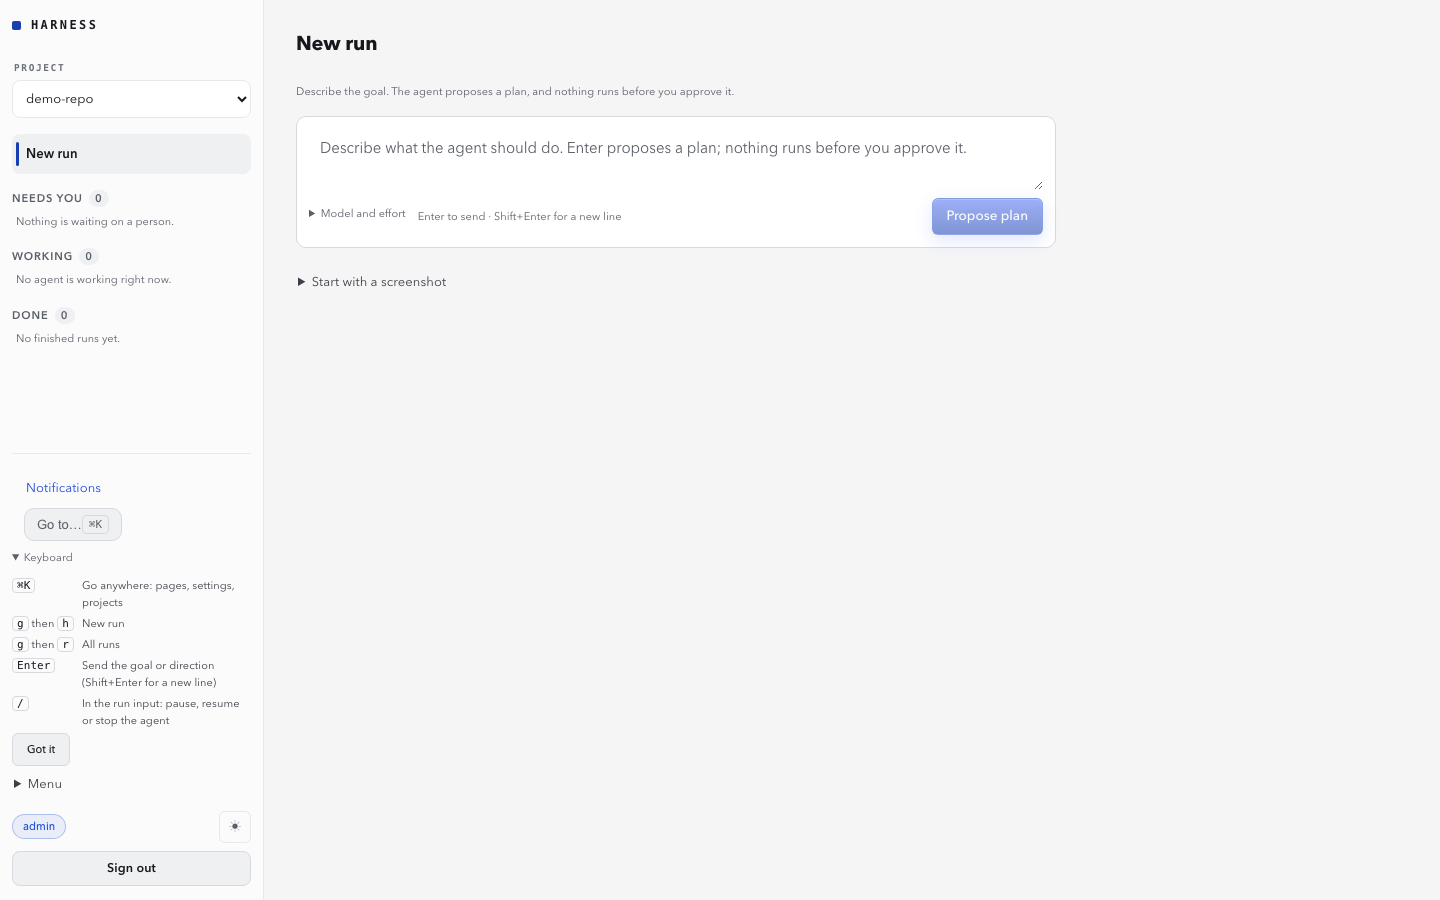 HARNESS
PROJECT
demo-repo
New run
NEEDS YOU 0
Nothing is waiting on a person.
WORKING 0
No agent is working right now.
DONE 0
No finished runs yet.
Notifications
Go to… ⌘K
Keyboard
⌘K Go anywhere: pages, settings,
projects
g then h New run
g then r All runs
Enter Send the goal or direction
(Shift+Enter for a new line)
/ In the run input: pause, resume
or stop the agent
Got it
Menu
admin
Sign out
New run
Describe the goal. The agent proposes a plan, and nothing runs before you approve it.
Describe what the agent should do. Enter proposes a plan; nothing runs before you approve it.
Model and effort Enter to send · Shift+Enter for a new line Propose plan
Start with a screenshot